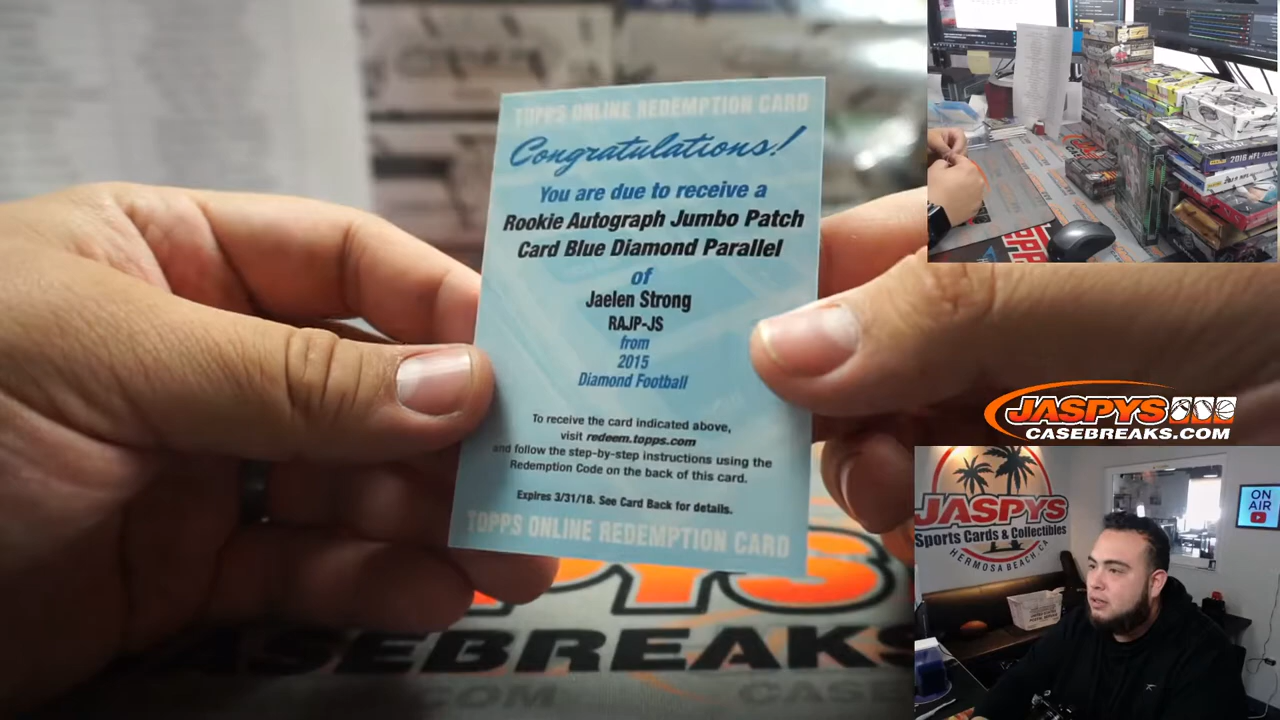 TOPPS ONLINE REDEMPTION CARD
Congratulations!
You are due to receive a
Rookie Autograph Jumbo Patch
Card Blue Diamond Parallel
of
Jaelen Strong
RAJP-JS
from
2015
Diamond Football
To receive the card indicated above,
visit redeem.topps.com
and follow the step-by-step instructions using the
Redemption Code on the back of this card.
Expires 3/31/18. See Card Back for details.
TOPPS ONLINE REDEMPTION CARD
CASEBREAKS
2016 NFL
JASPYS
CASEBREAKS.COM
JASPYS
Sports Cards & Collectibles
HERMOSA BEACH, CA
ON
AIR